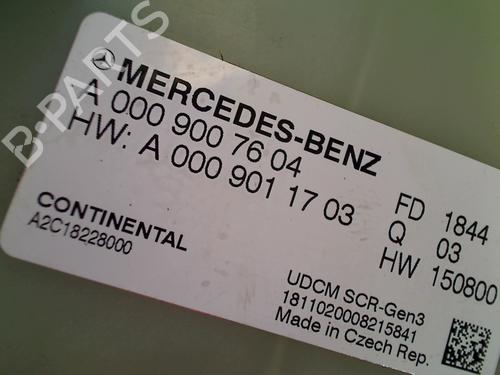 MERCEDES-BENZ
A 000 900 76 04
HW: A 000 901 17 03
CONTINENTAL
A2C18228000
FD 1844
Q 03
HW 150800
UDCM SCR-Gen3
1811020008215841
Made in Czech Rep.
B-PARTS